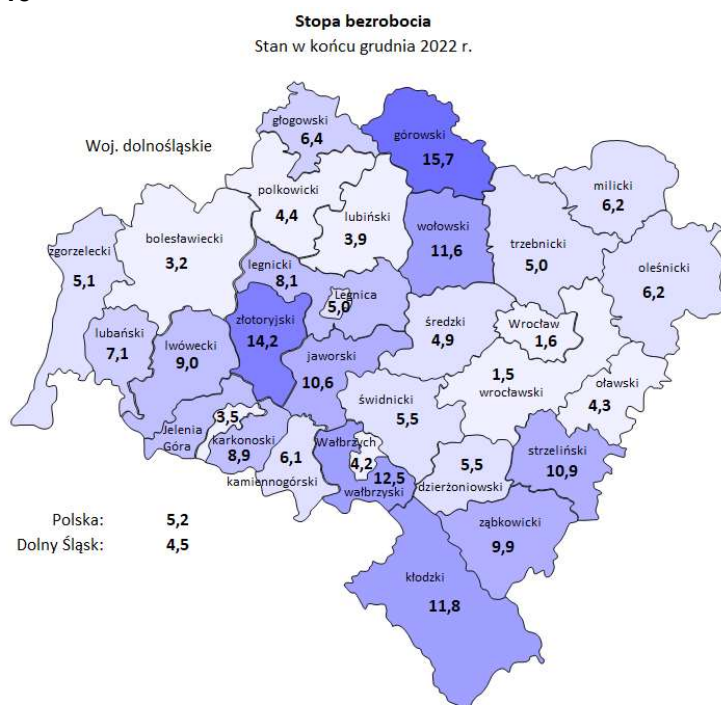 Stopa bezrobocia
Stan w końcu grudnia 2022 r.
Woj. dolnośląskie
głogowski
6,4
górowski
15,7
milicki
6,2
polkowicki
4,4
lubiński
3,9
wołowski
11,6
trzebnicki
5,0
oleśnicki
6,2
zgorzelecki
5,1
bolesławiecki
3,2
legnicki
8,1
Legnica
5,0
lubański
7,1
lwówecki
9,0
złotoryjski
14,2
średzki
4,9
Wrocław
1,6
jaworski
10,6
1,5
wrocławski
oławski
4,3
świdnicki
5,5
3,5
Jelenia
Góra
karkonoski
8,9
6,1
kamiennogórski
Wałbrzych
4,2
12,5
wałbrzyski
5,5
dzierżoniowski
strzeliński
10,9
ząbkowicki
9,9
kłodzki
11,8
Polska: 5,2
Dolny Śląsk: 4,5